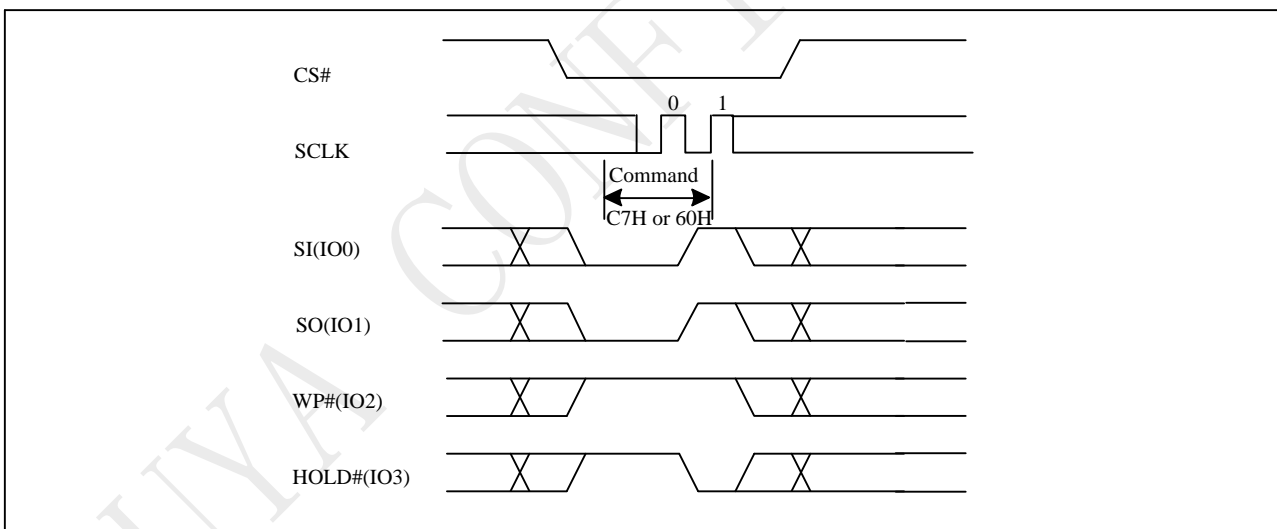 CS#
0 1
SCLK
Command
C7H or 60H
SI(IO0)
SO(IO1)
WP#(IO2)
HOLD#(IO3)